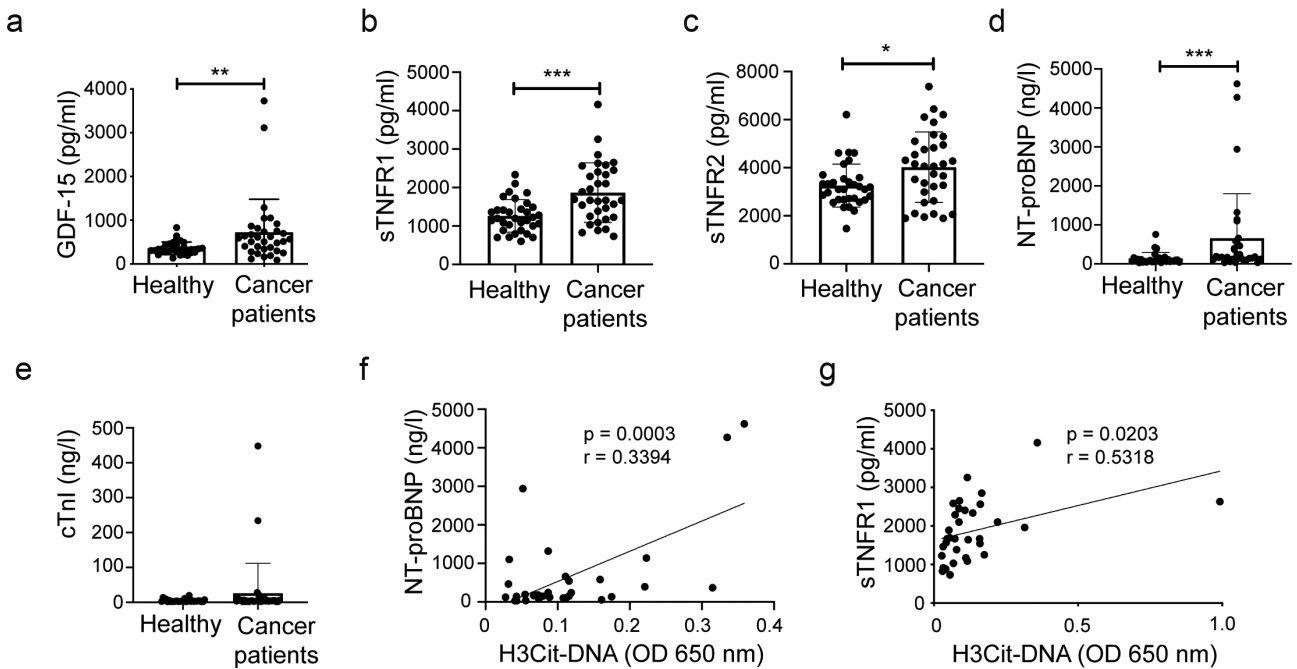 a
GDF-15 (pg/ml)
4000
3000
2000
1000
500
0
**
Healthy
Cancer
patients
b
sTNFR1 (pg/ml)
5000
4000
3000
2000
1000
0
***
Healthy
Cancer
patients
c
sTNFR2 (pg/ml)
8000
6000
4000
2000
0
*
Healthy
Cancer
patients
d
NT-proBNP (ng/l)
5000
4000
3000
2000
1000
0
***
Healthy
Cancer
patients
e
cTnI (ng/l)
500
400
300
200
100
0
Healthy
Cancer
patients
f
NT-proBNP (ng/l)
5000
4000
3000
2000
1000
0
p = 0.0003
r = 0.3394
0
0.1
0.2
0.3
0.4
H3Cit-DNA (OD 650 nm)
g
sTNFR1 (pg/ml)
5000
4000
3000
2000
1000
0
p = 0.0203
r = 0.5318
0
0.5
1.0
H3Cit-DNA (OD 650 nm)